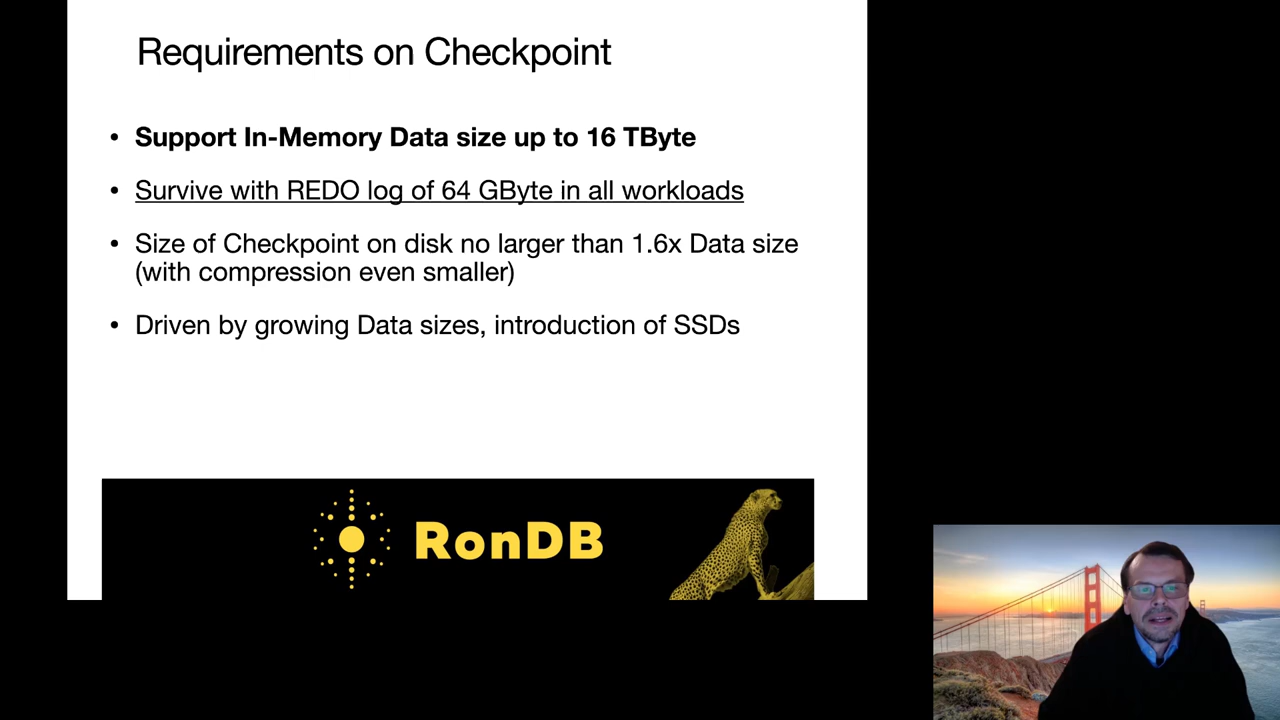 Requirements on Checkpoint
• Support In-Memory Data size up to 16 TByte
• Survive with REDO log of 64 GByte in all workloads
• Size of Checkpoint on disk no larger than 1.6x Data size
(with compression even smaller)
• Driven by growing Data sizes, introduction of SSDs
RonDB